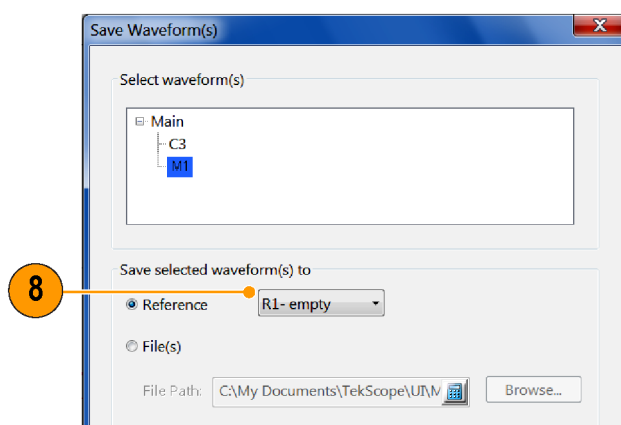 Save Waveform(s)
Select waveform(s)
Main
C3
M1
Save selected waveform(s) to
8
Reference R1- empty
File(s)
File Path: C:\My Documents\TekScope\UI\M Browse...